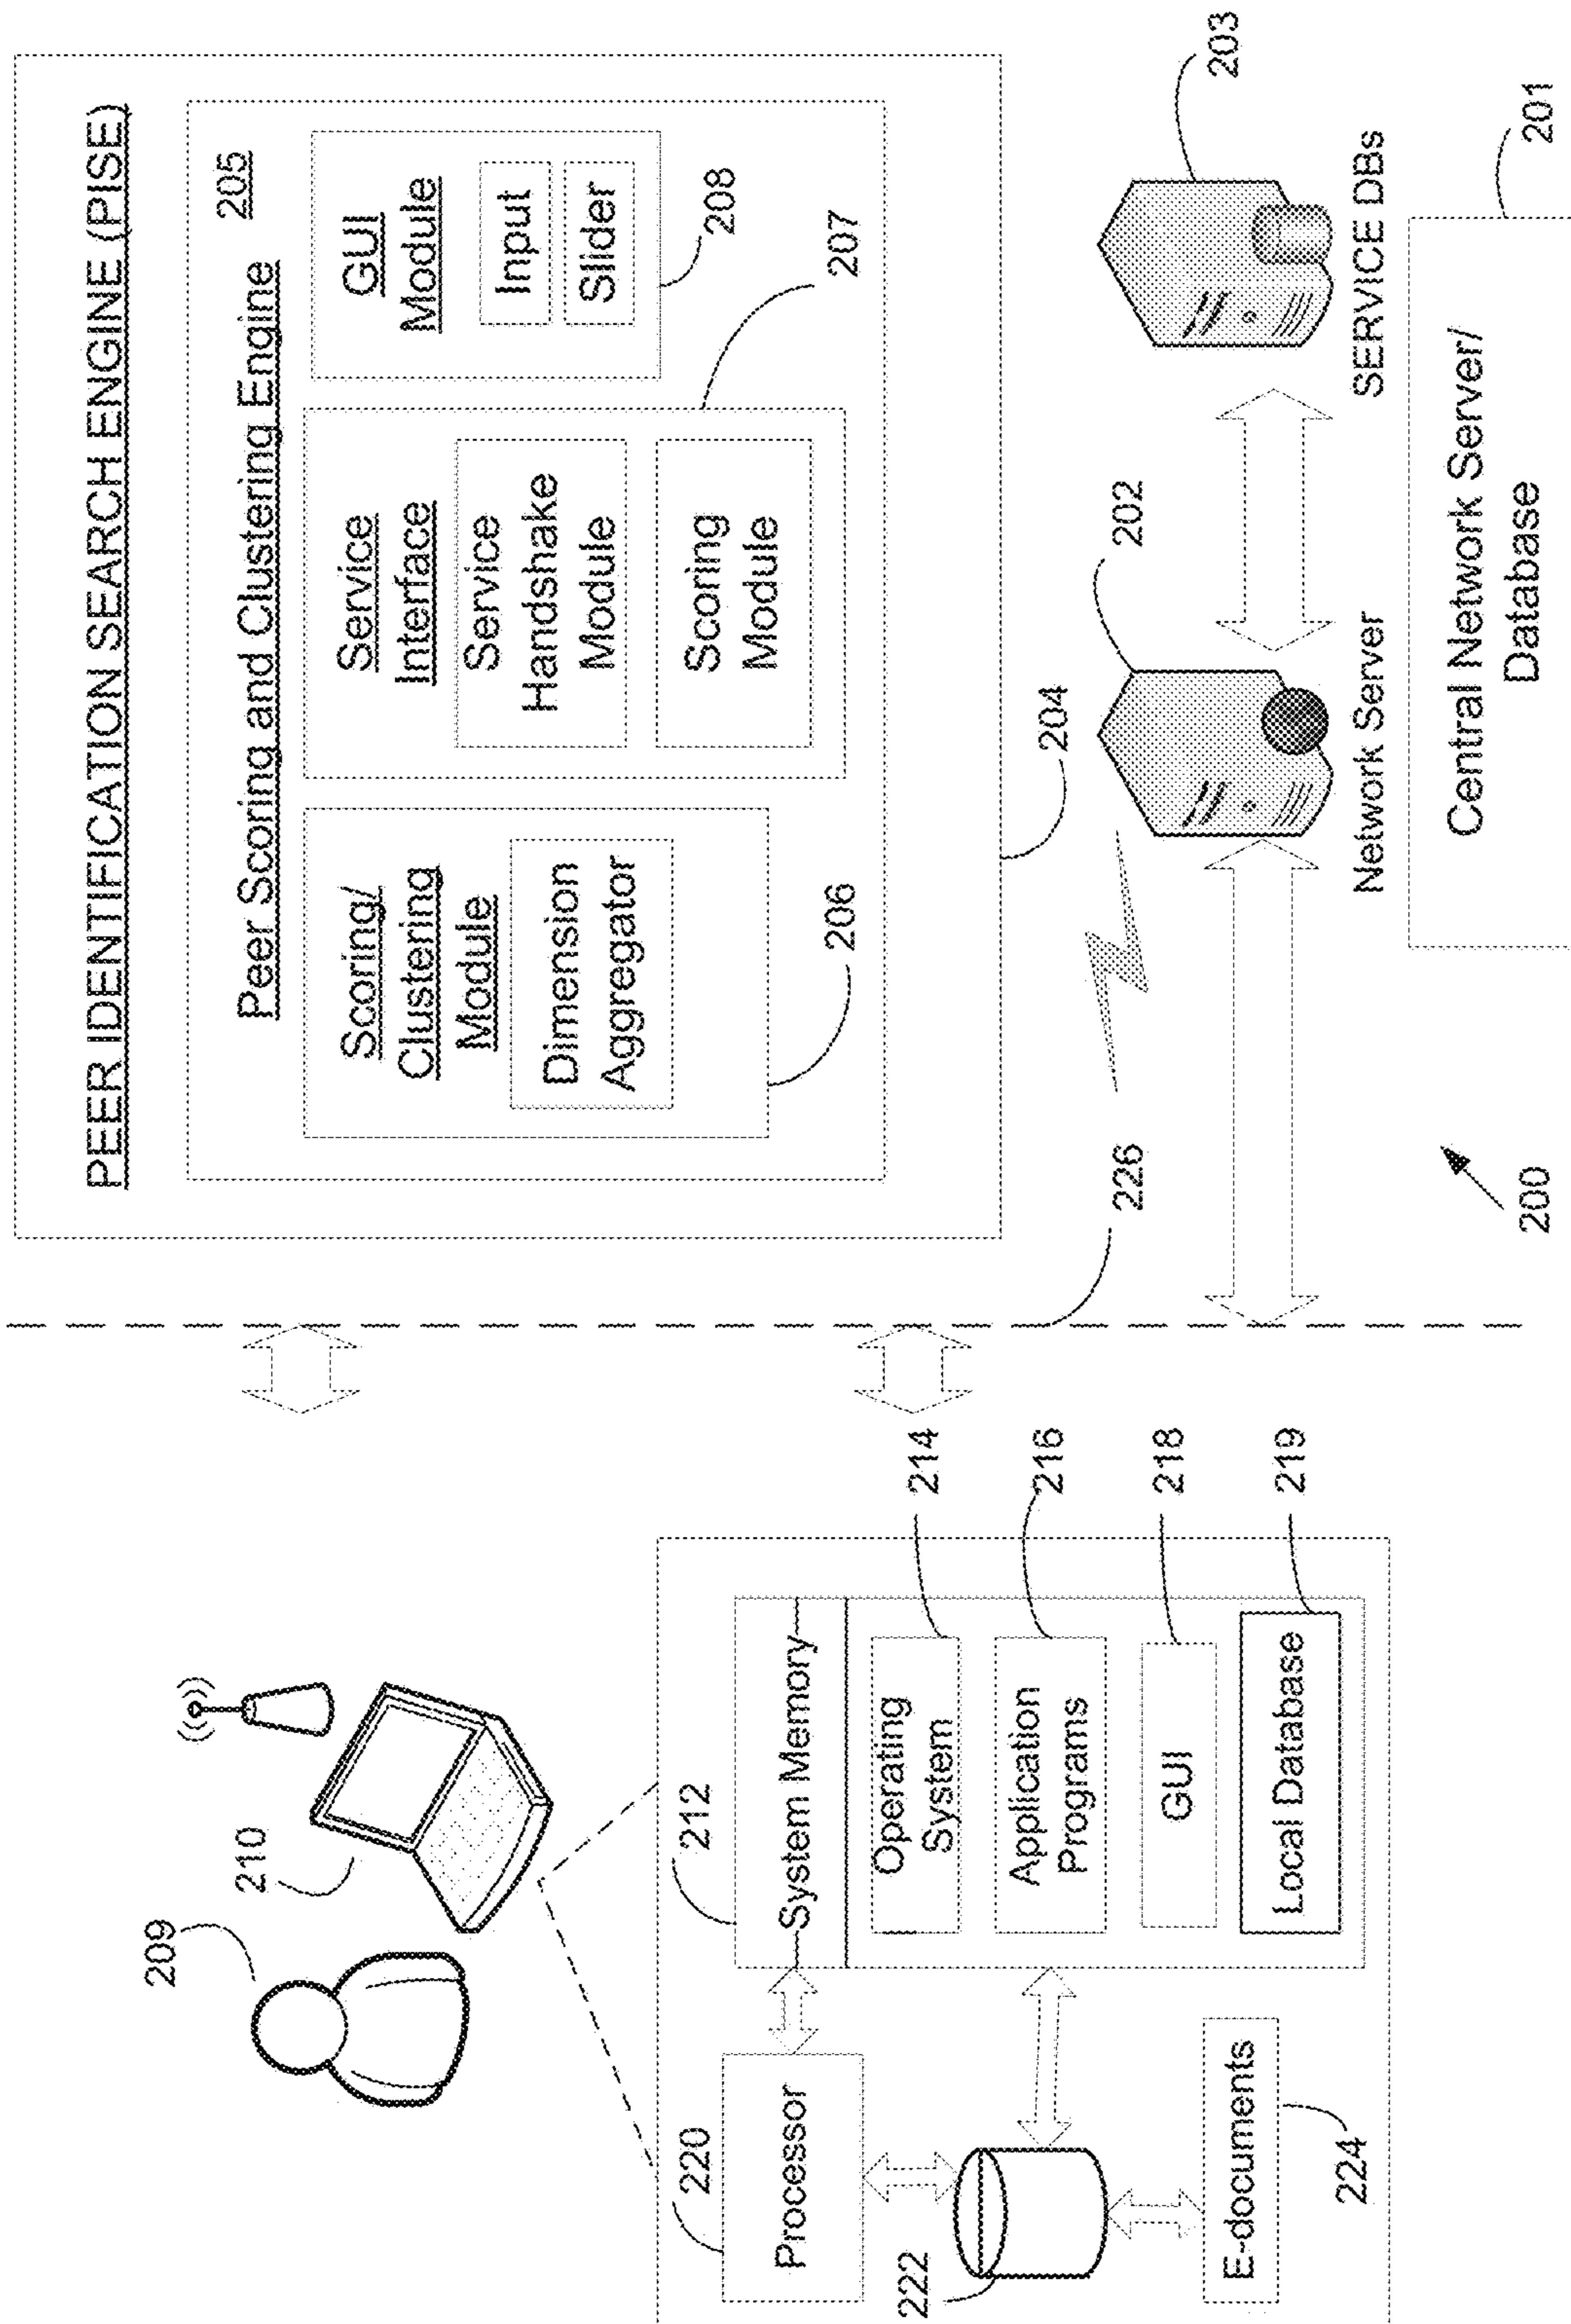 PEER IDENTIFICATION SEARCH ENGINE (PISE)
205
Peer Scoring and Clustering Engine
Scoring/
Clustering
Module
Dimension
Aggregator
206
Service
Interface
Service
Handshake
Module
Scoring
Module
207
GUI
Module
Input
Slider
208
204
202
203
Network Server
SERVICE DBs
Central Network Server/
Database
201
226
200
209
210
212
System Memory
Operating
System
214
Application
Programs
216
GUI
218
Local Database
219
220
Processor
222
E-documents
224